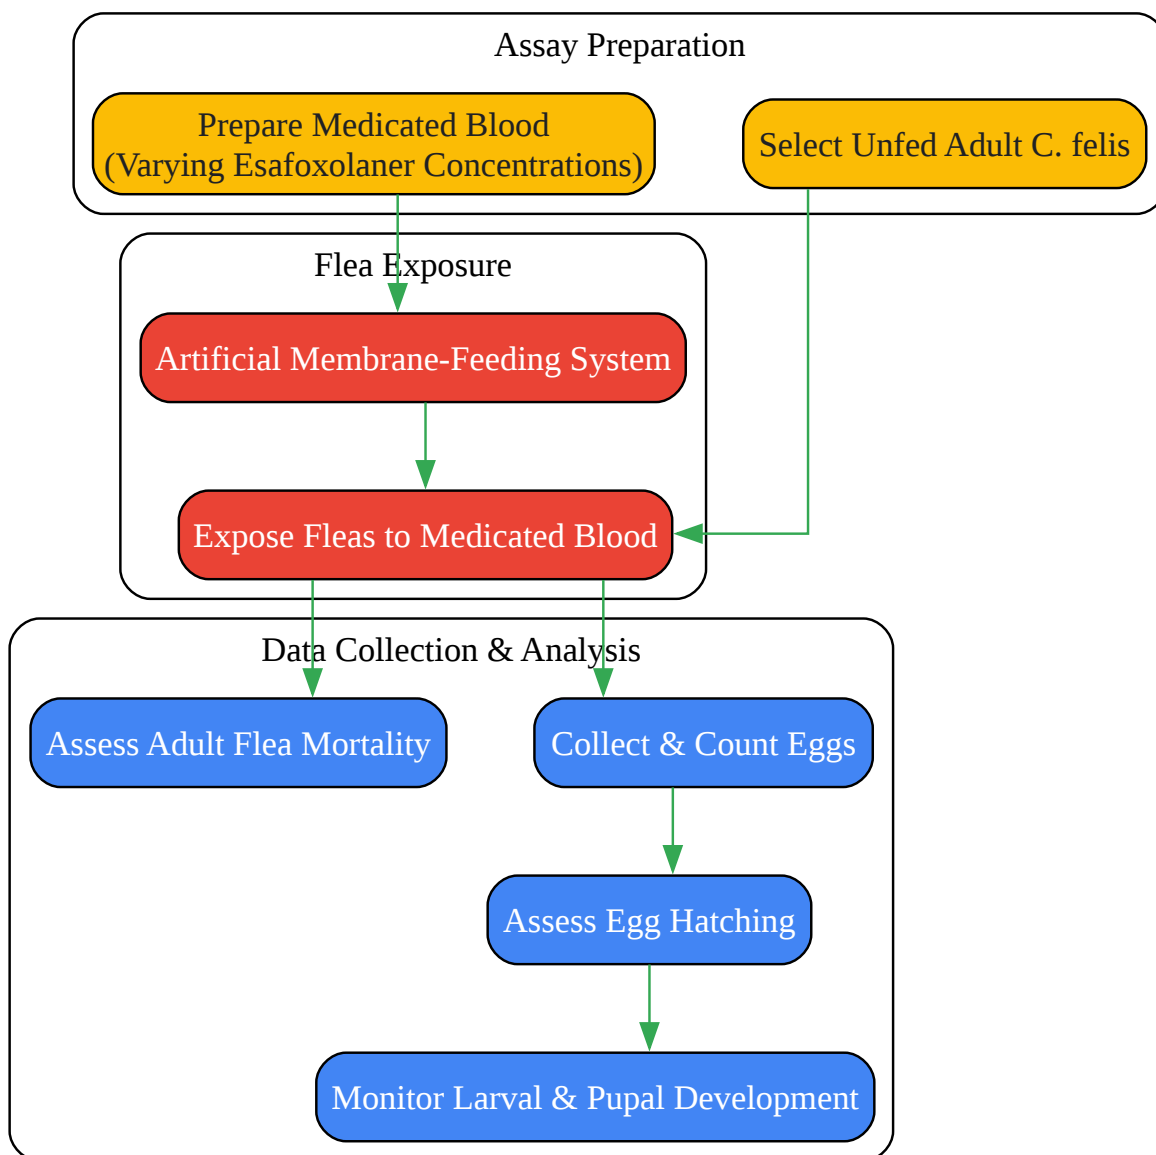 Assay Preparation
Prepare Medicated Blood
(Varying Esafoxolaner Concentrations)
Select Unfed Adult C. felis
Flea Exposure
Artificial Membrane-Feeding System
Expose Fleas to Medicated Blood
Data Collection & Analysis
Assess Adult Flea Mortality
Collect & Count Eggs
Assess Egg Hatching
Monitor Larval & Pupal Development